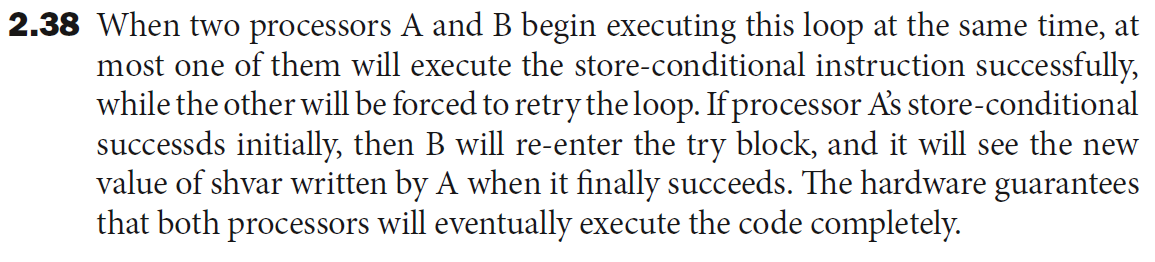 2.38 When two processors A and B begin executing this loop at the same time, at
most one of them will execute the store-conditional instruction successfully,
while the other will be forced to retry the loop. If processor A's store-conditional
successds initially, then B will re-enter the try block, and it will see the new
value of shvar written by A when it finally succeeds. The hardware guarantees
that both processors will eventually execute the code completely.